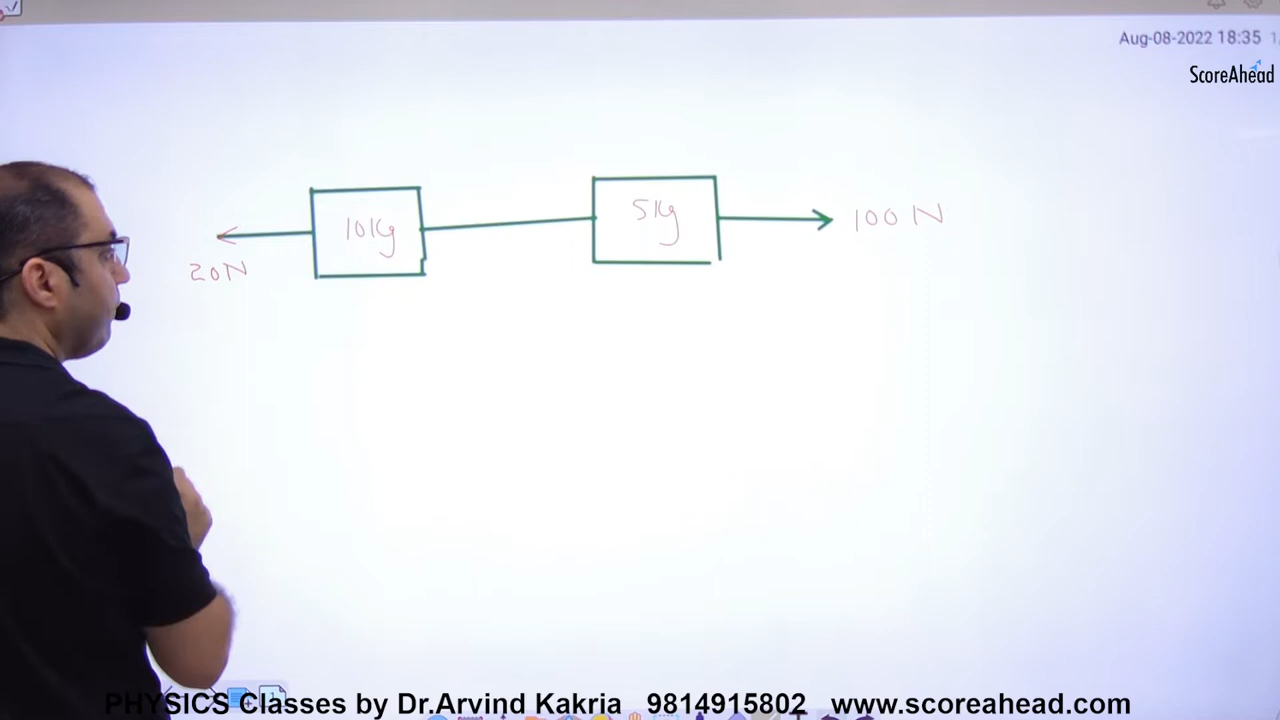 Aug-08-2022 18:35
ScoreAhead
10Kg
5Kg
100 N
20N
PHYSICS Classes by Dr.Arvind Kakria 9814915802 www.scoreahead.com